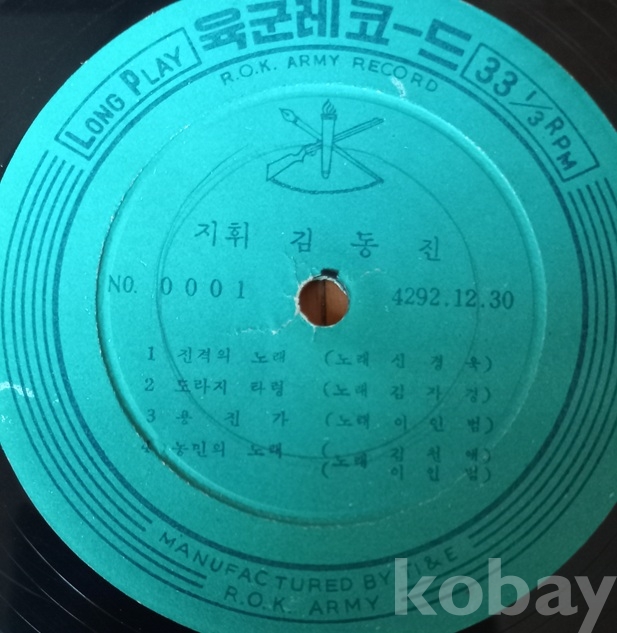 육군레코-드
R.O.K. ARMY RECORD
LONG PLAY
33 1/3 RPM
지휘 김 동 진
NO. 0001
4292.12.30
1 진격의 노래 (노래 신 경 욱)
2 도라지 타령 (노래 김 자 경)
3 용 진 가 (노래 이 인 범)
4 농민의 노래 (노래 김 천 애)
(이 인 범)
MANUFACTURED BY TI&E
R.O.K. ARMY
kobay